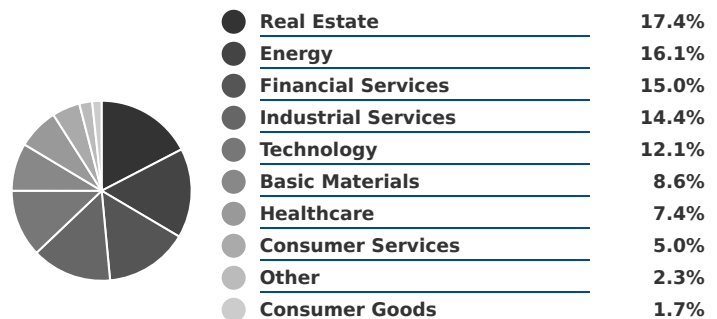 Real Estate 17.4%
Energy 16.1%
Financial Services 15.0%
Industrial Services 14.4%
Technology 12.1%
Basic Materials 8.6%
Healthcare 7.4%
Consumer Services 5.0%
Other 2.3%
Consumer Goods 1.7%